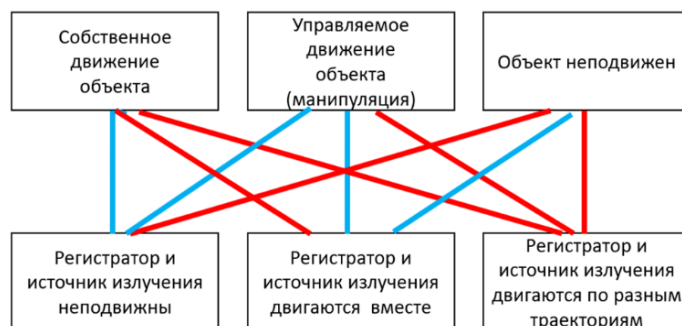 Собственное
движение
объекта
Управляемое
движение
объекта
(манипуляция)
Объект неподвижен
Регистратор и
источник излучения
неподвижны
Регистратор и
источник излучения
двигаются вместе
Регистратор и
источник излучения
двигаются по разным
траекториям